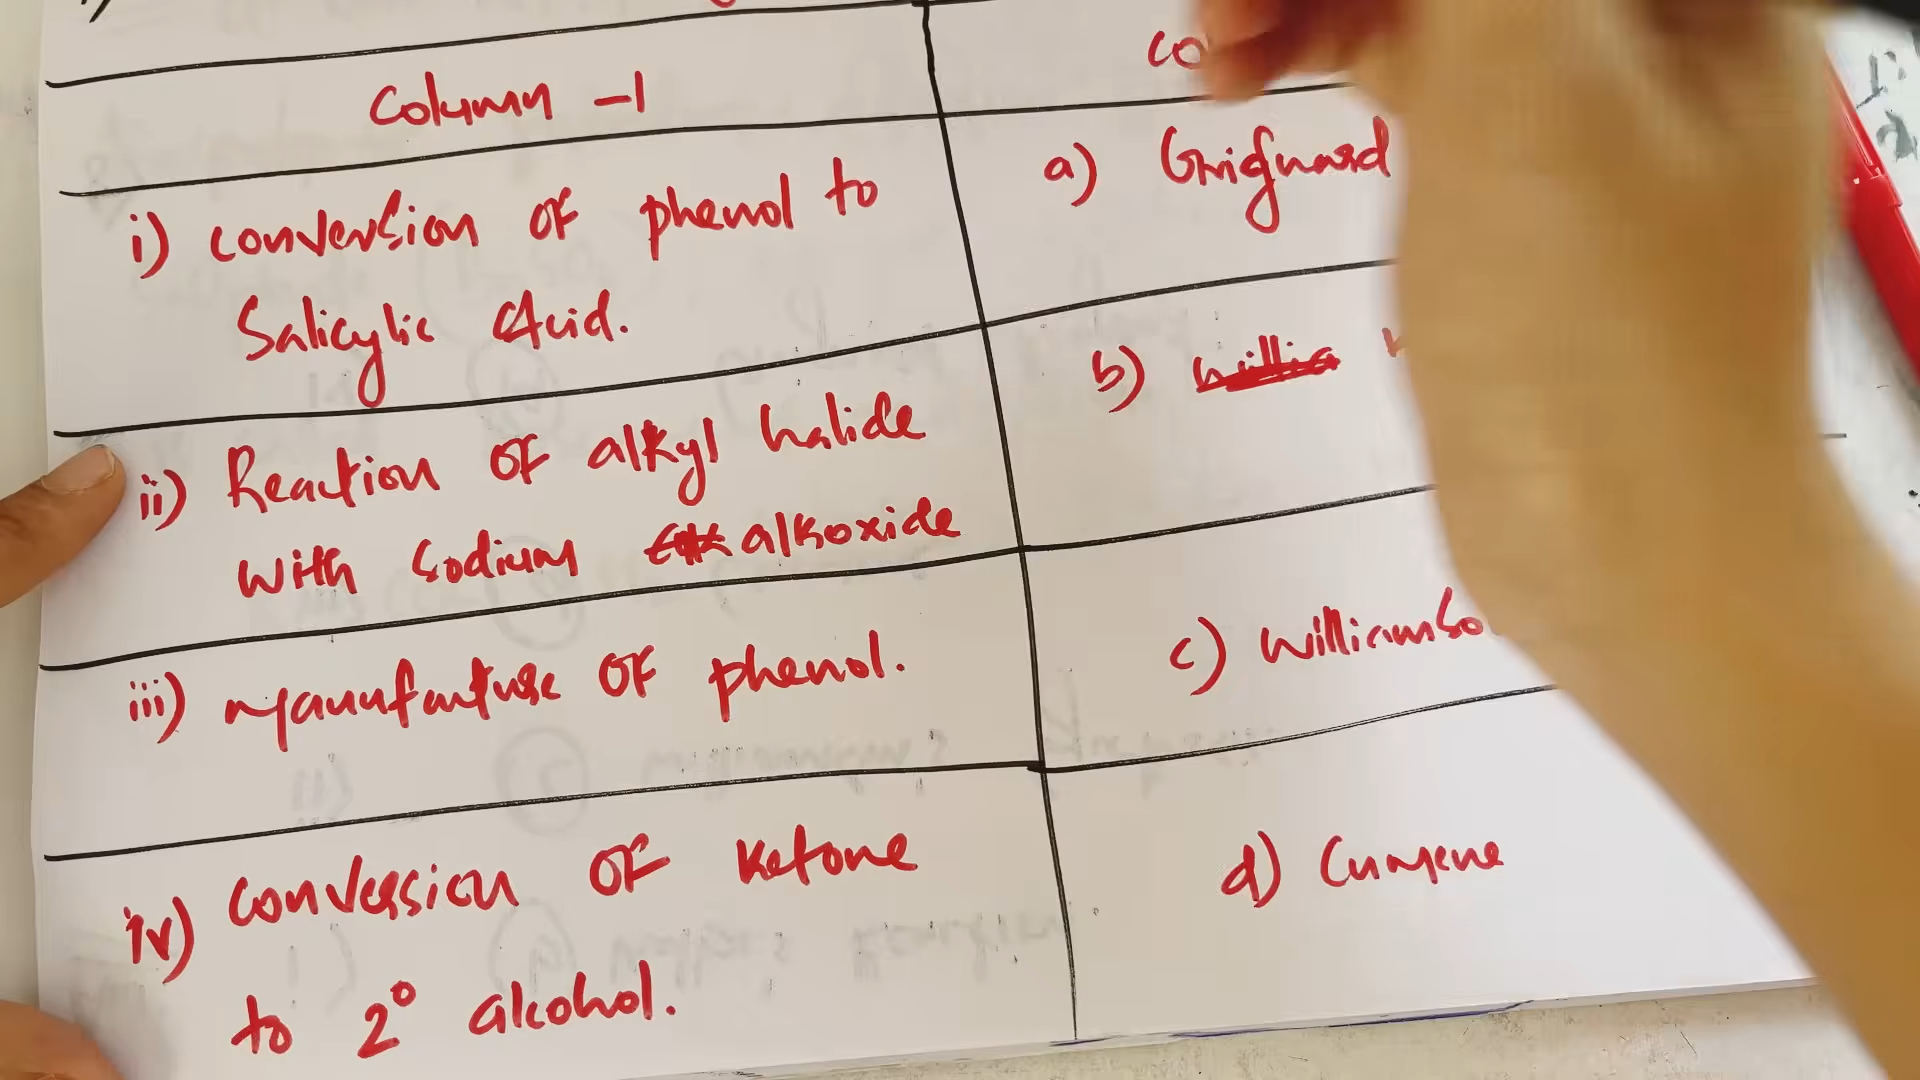 Column -1
i) conversion of phenol to
Salicylic Acid.
ii) Reaction of alkyl halide
with sodium alkoxide
iii) manufacture of phenol.
iv) conversion of ketone
to 2° alcohol.
co
a) Grignard
b)
c) williamso
d) Cumene